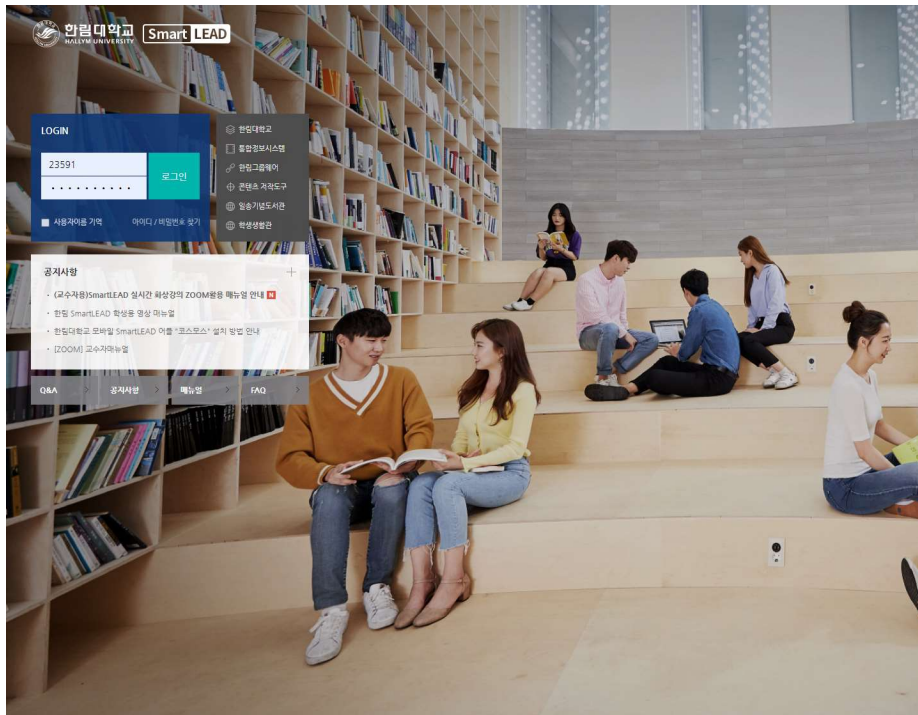 한림대학교
HALLYM UNIVERSITY
Smart LEAD
LOGIN
23591
로그인
사용자이름 기억
아이디 / 비밀번호 찾기
한림대학교
통합정보시스템
한림그룹웨어
콘텐츠 저작도구
일송기념도서관
학생생활관
공지사항
(교수자용)SmartLEAD 실시간 화상강의 ZOOM활용 매뉴얼 안내 N
한림 SmartLEAD 학생용 영상 매뉴얼
한림대학교 모바일 SmartLEAD 어플 "코스모스" 설치 방법 안내
[ZOOM] 교수자매뉴얼
Q&A
공지사항
매뉴얼
FAQ